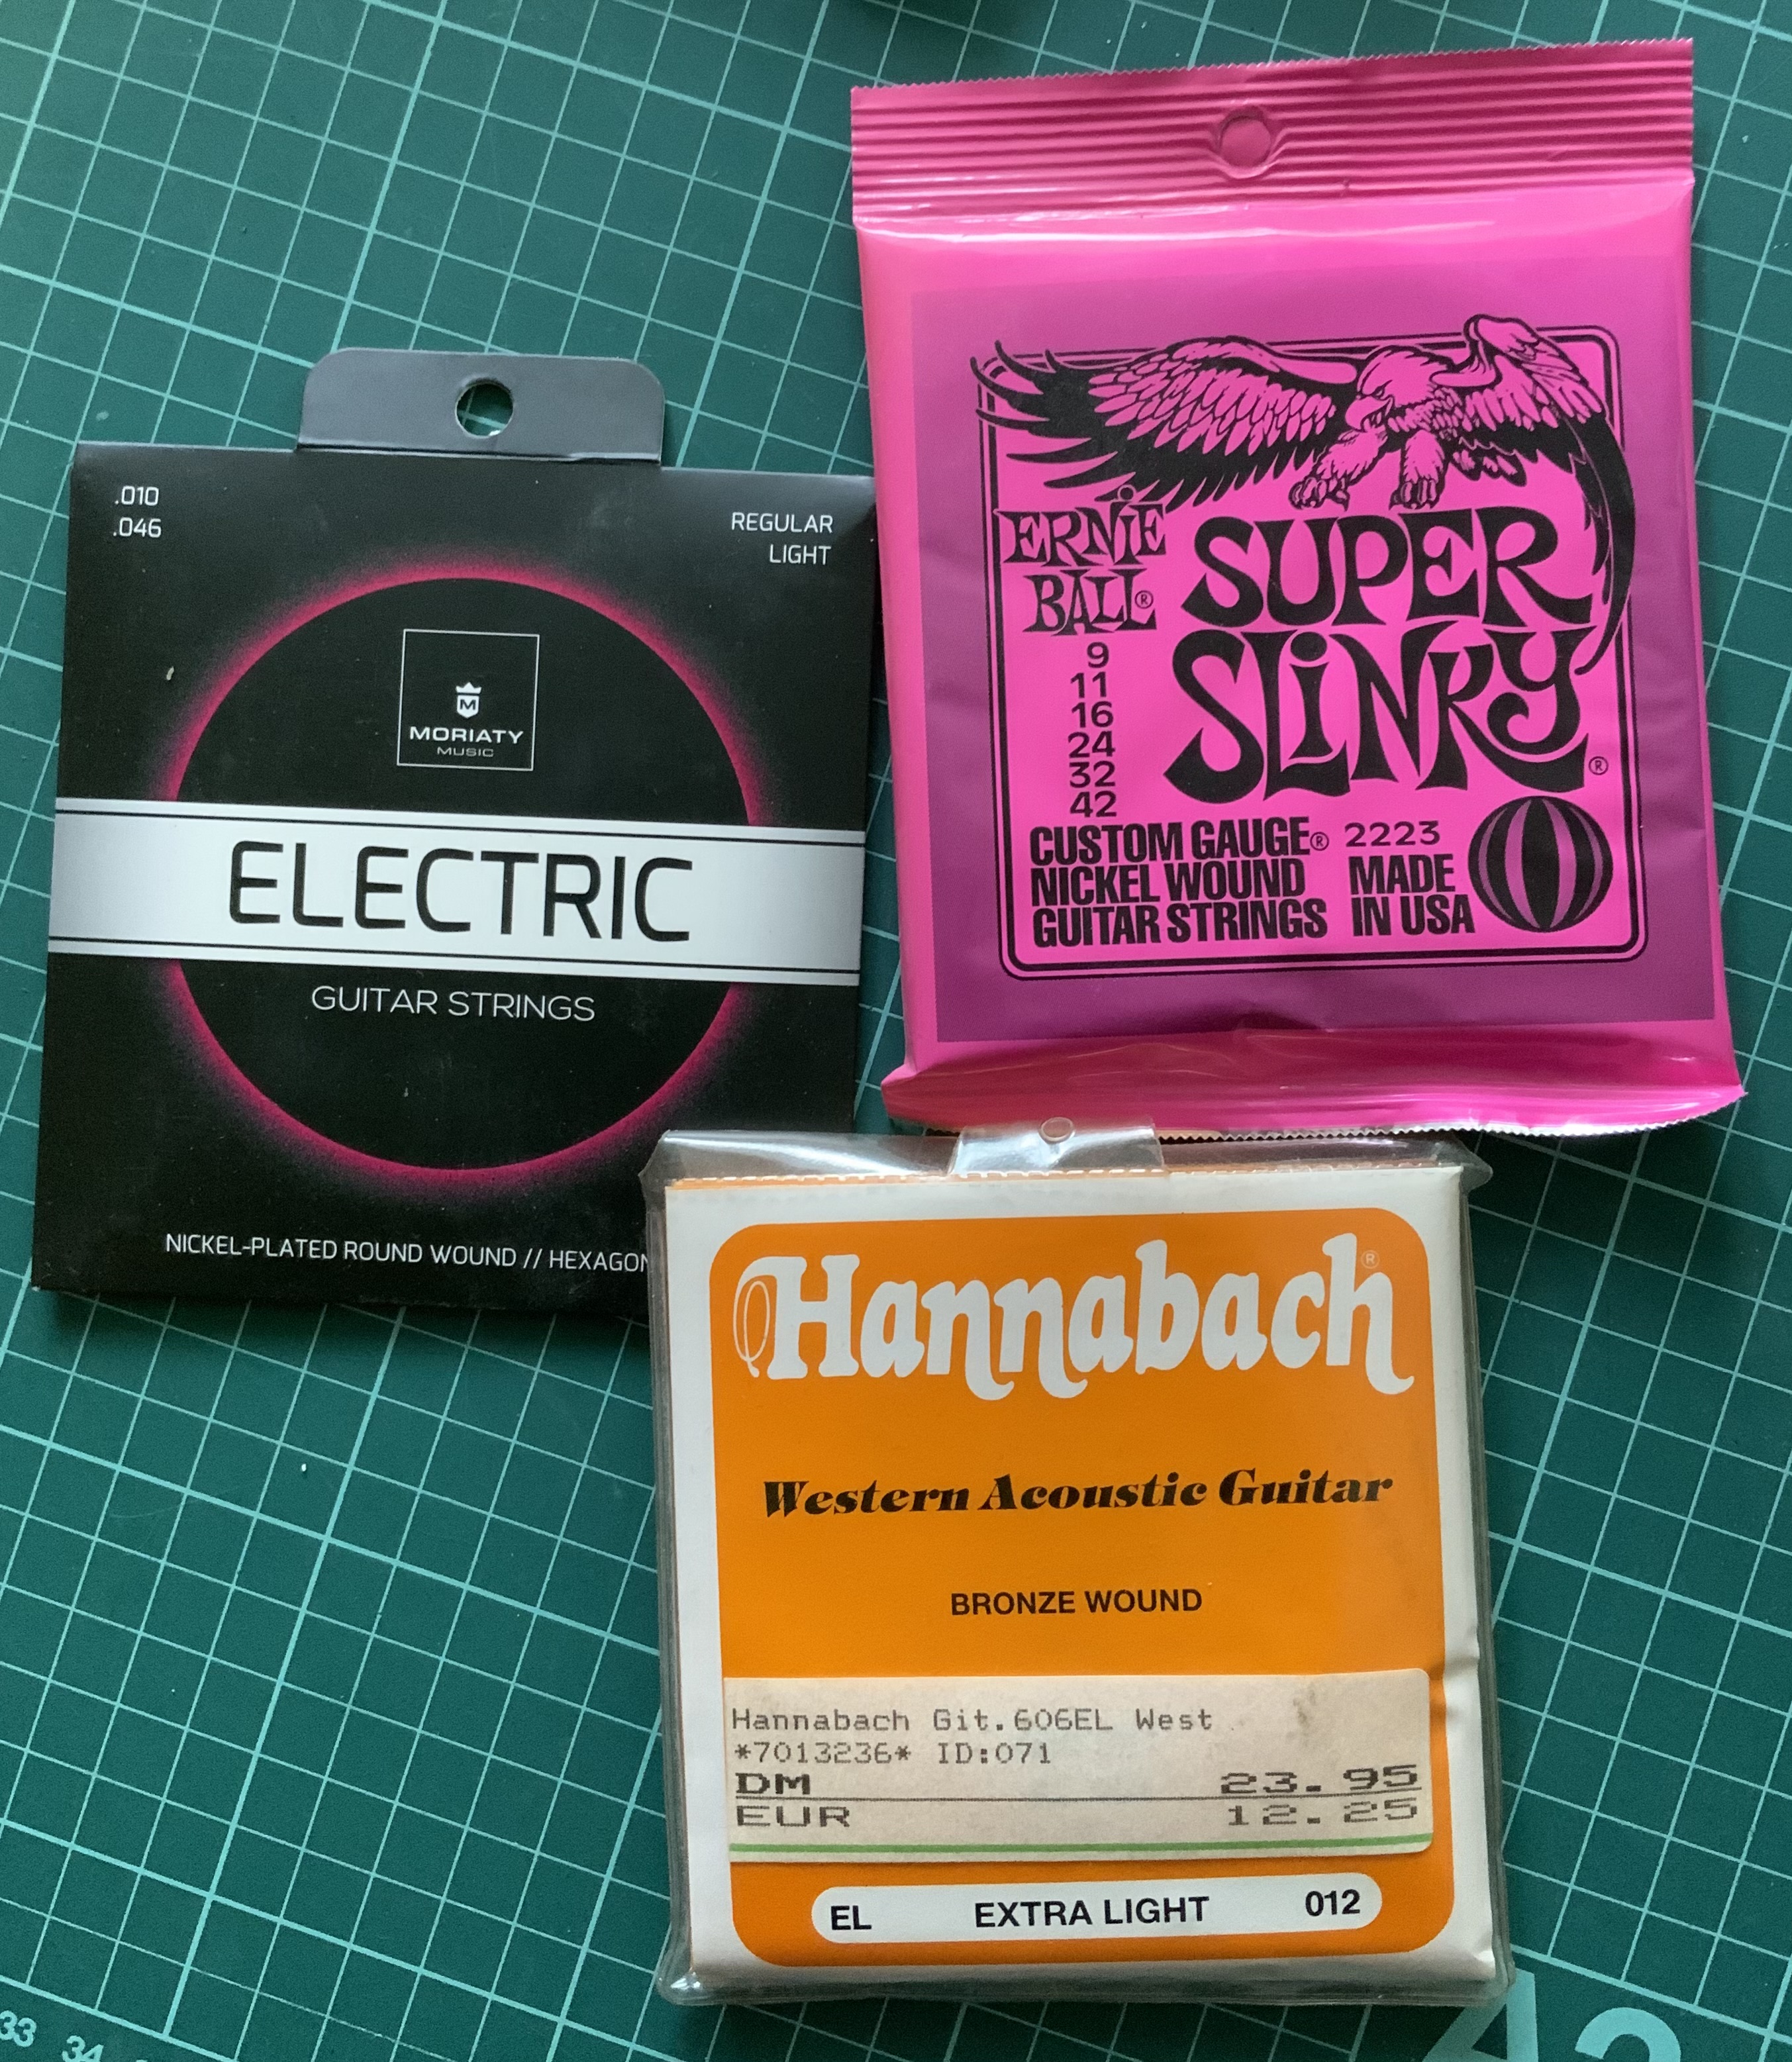 .010
.046
REGULAR
LIGHT
M
MORIATY
MUSIC
ELECTRIC
GUITAR STRINGS
NICKEL-PLATED ROUND WOUND // HEXAGON
ERNIE
BALL®
SUPER
SLINKY®
9
11
16
24
32
42
CUSTOM GAUGE®
NICKEL WOUND
GUITAR STRINGS
2223
MADE
IN USA
Hannabach®
Western Acoustic Guitar
BRONZE WOUND
Hannabach Git.606EL West
*7013236* ID:071
DM 23.95
EUR 12.25
EL EXTRA LIGHT 012
33 34